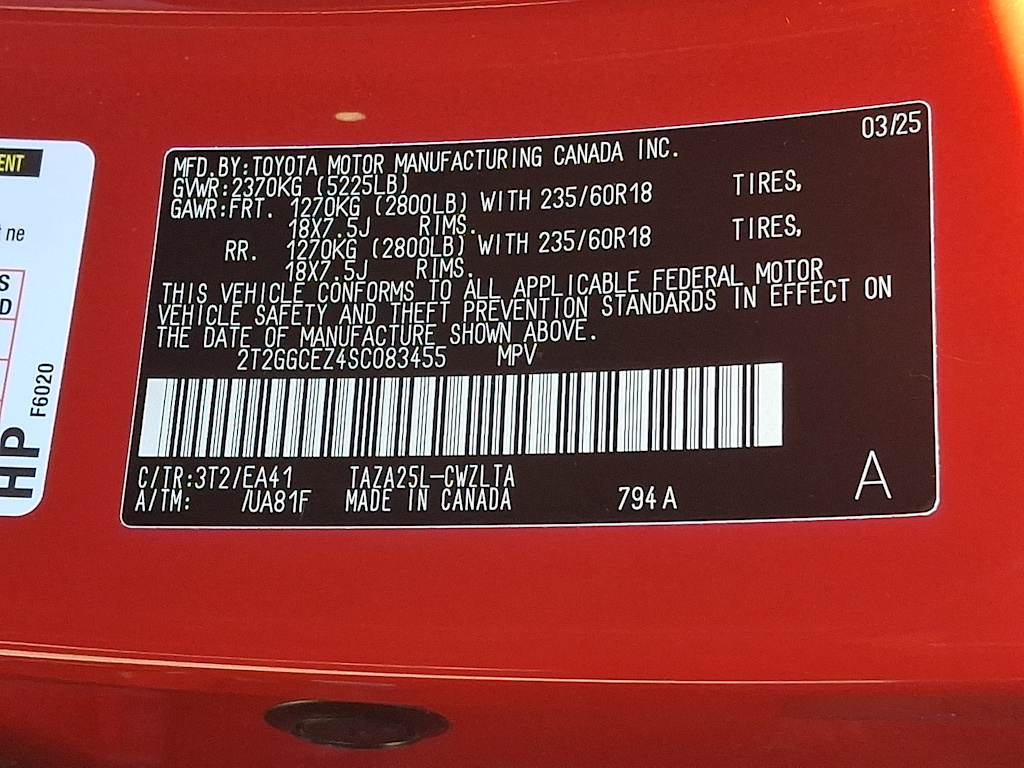 ENT
t ne
S
D
HP F6020
03/25
MFD.BY:TOYOTA MOTOR MANUFACTURING CANADA INC.
GVWR:2370KG (5225LB)
GAWR:FRT. 1270KG (2800LB) WITH 235/60R18 TIRES,
18X7.5J RIMS.
RR. 1270KG (2800LB) WITH 235/60R18 TIRES,
18X7.5J RIMS.
THIS VEHICLE CONFORMS TO ALL APPLICABLE FEDERAL MOTOR
VEHICLE SAFETY AND THEFT PREVENTION STANDARDS IN EFFECT ON
THE DATE OF MANUFACTURE SHOWN ABOVE.
2T2GGCEZ4SC083455 MPV
C/TR:3T2/EA41 TAZA25L-CWZLTA
A/TM: /UA81F MADE IN CANADA 794A
A